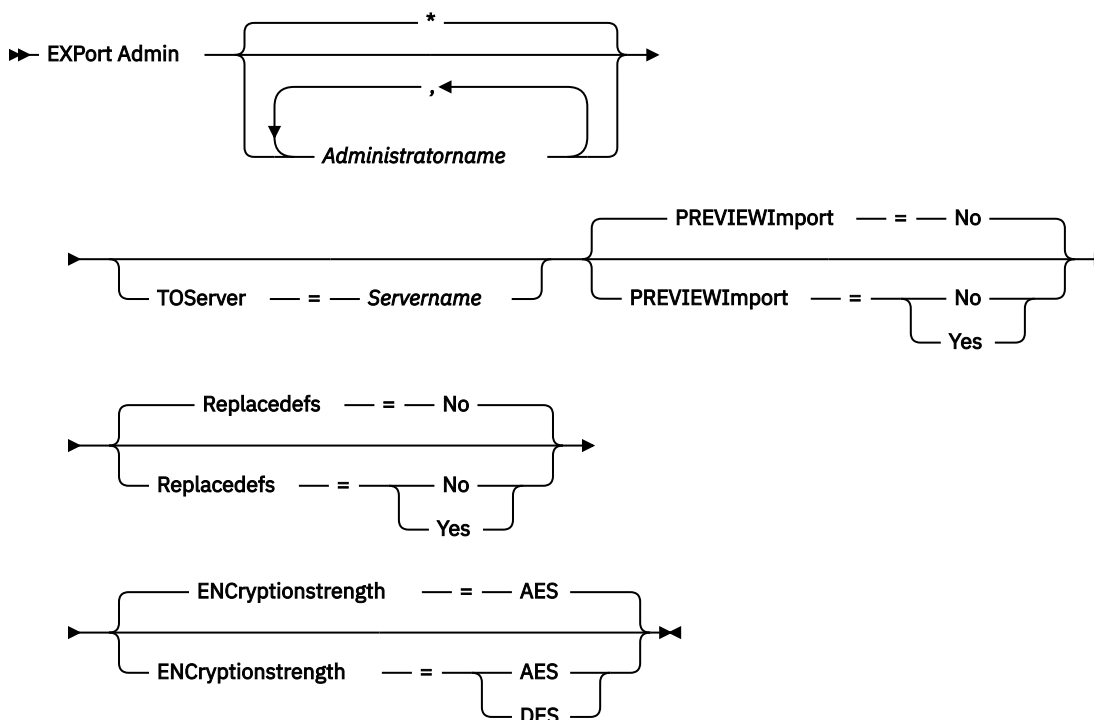 *
EXPort Admin
,
Administratorname
PREVIEWImport = No
TOServer = Servername
PREVIEWImport = No
Yes
Replacedefs = No
Replacedefs = No
Yes
ENCryptionstrength = AES
ENCryptionstrength = AES
DES